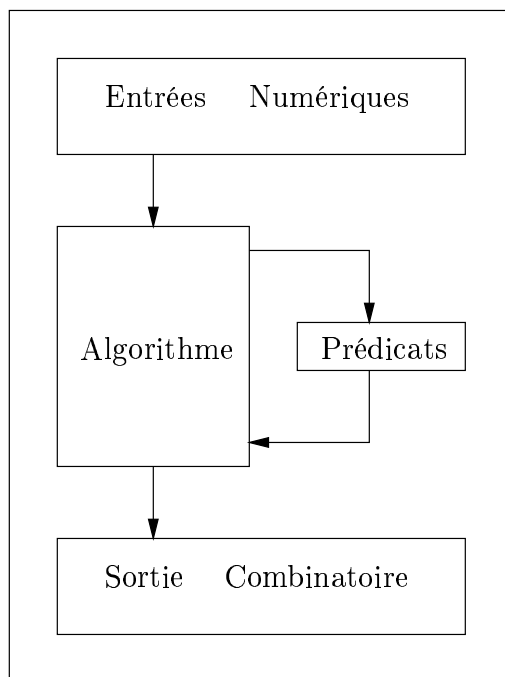 Entrées Numériques
Algorithme
Prédicats
Sortie Combinatoire